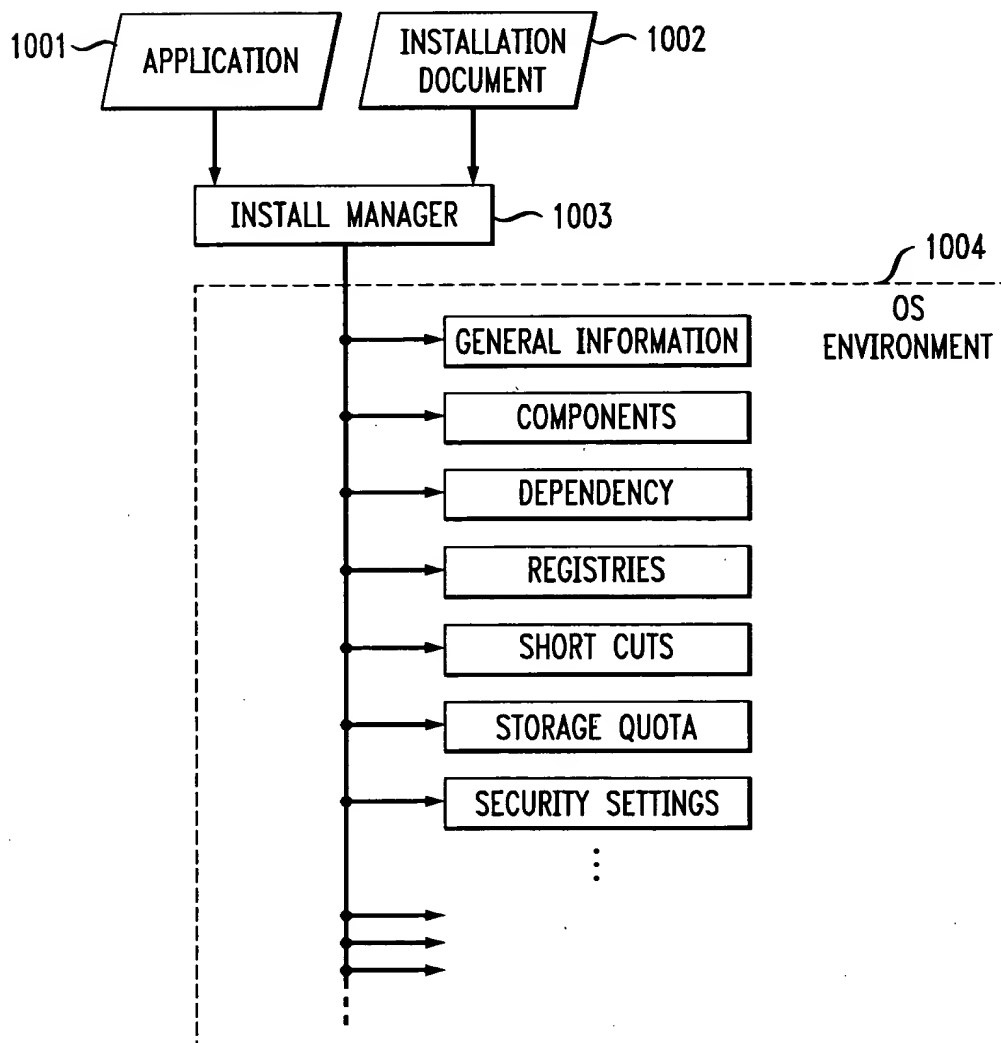 1001
APPLICATION
INSTALLATION
DOCUMENT
1002
INSTALL MANAGER
1003
1004
OS
ENVIRONMENT
GENERAL INFORMATION
COMPONENTS
DEPENDENCY
REGISTRIES
SHORT CUTS
STORAGE QUOTA
SECURITY SETTINGS